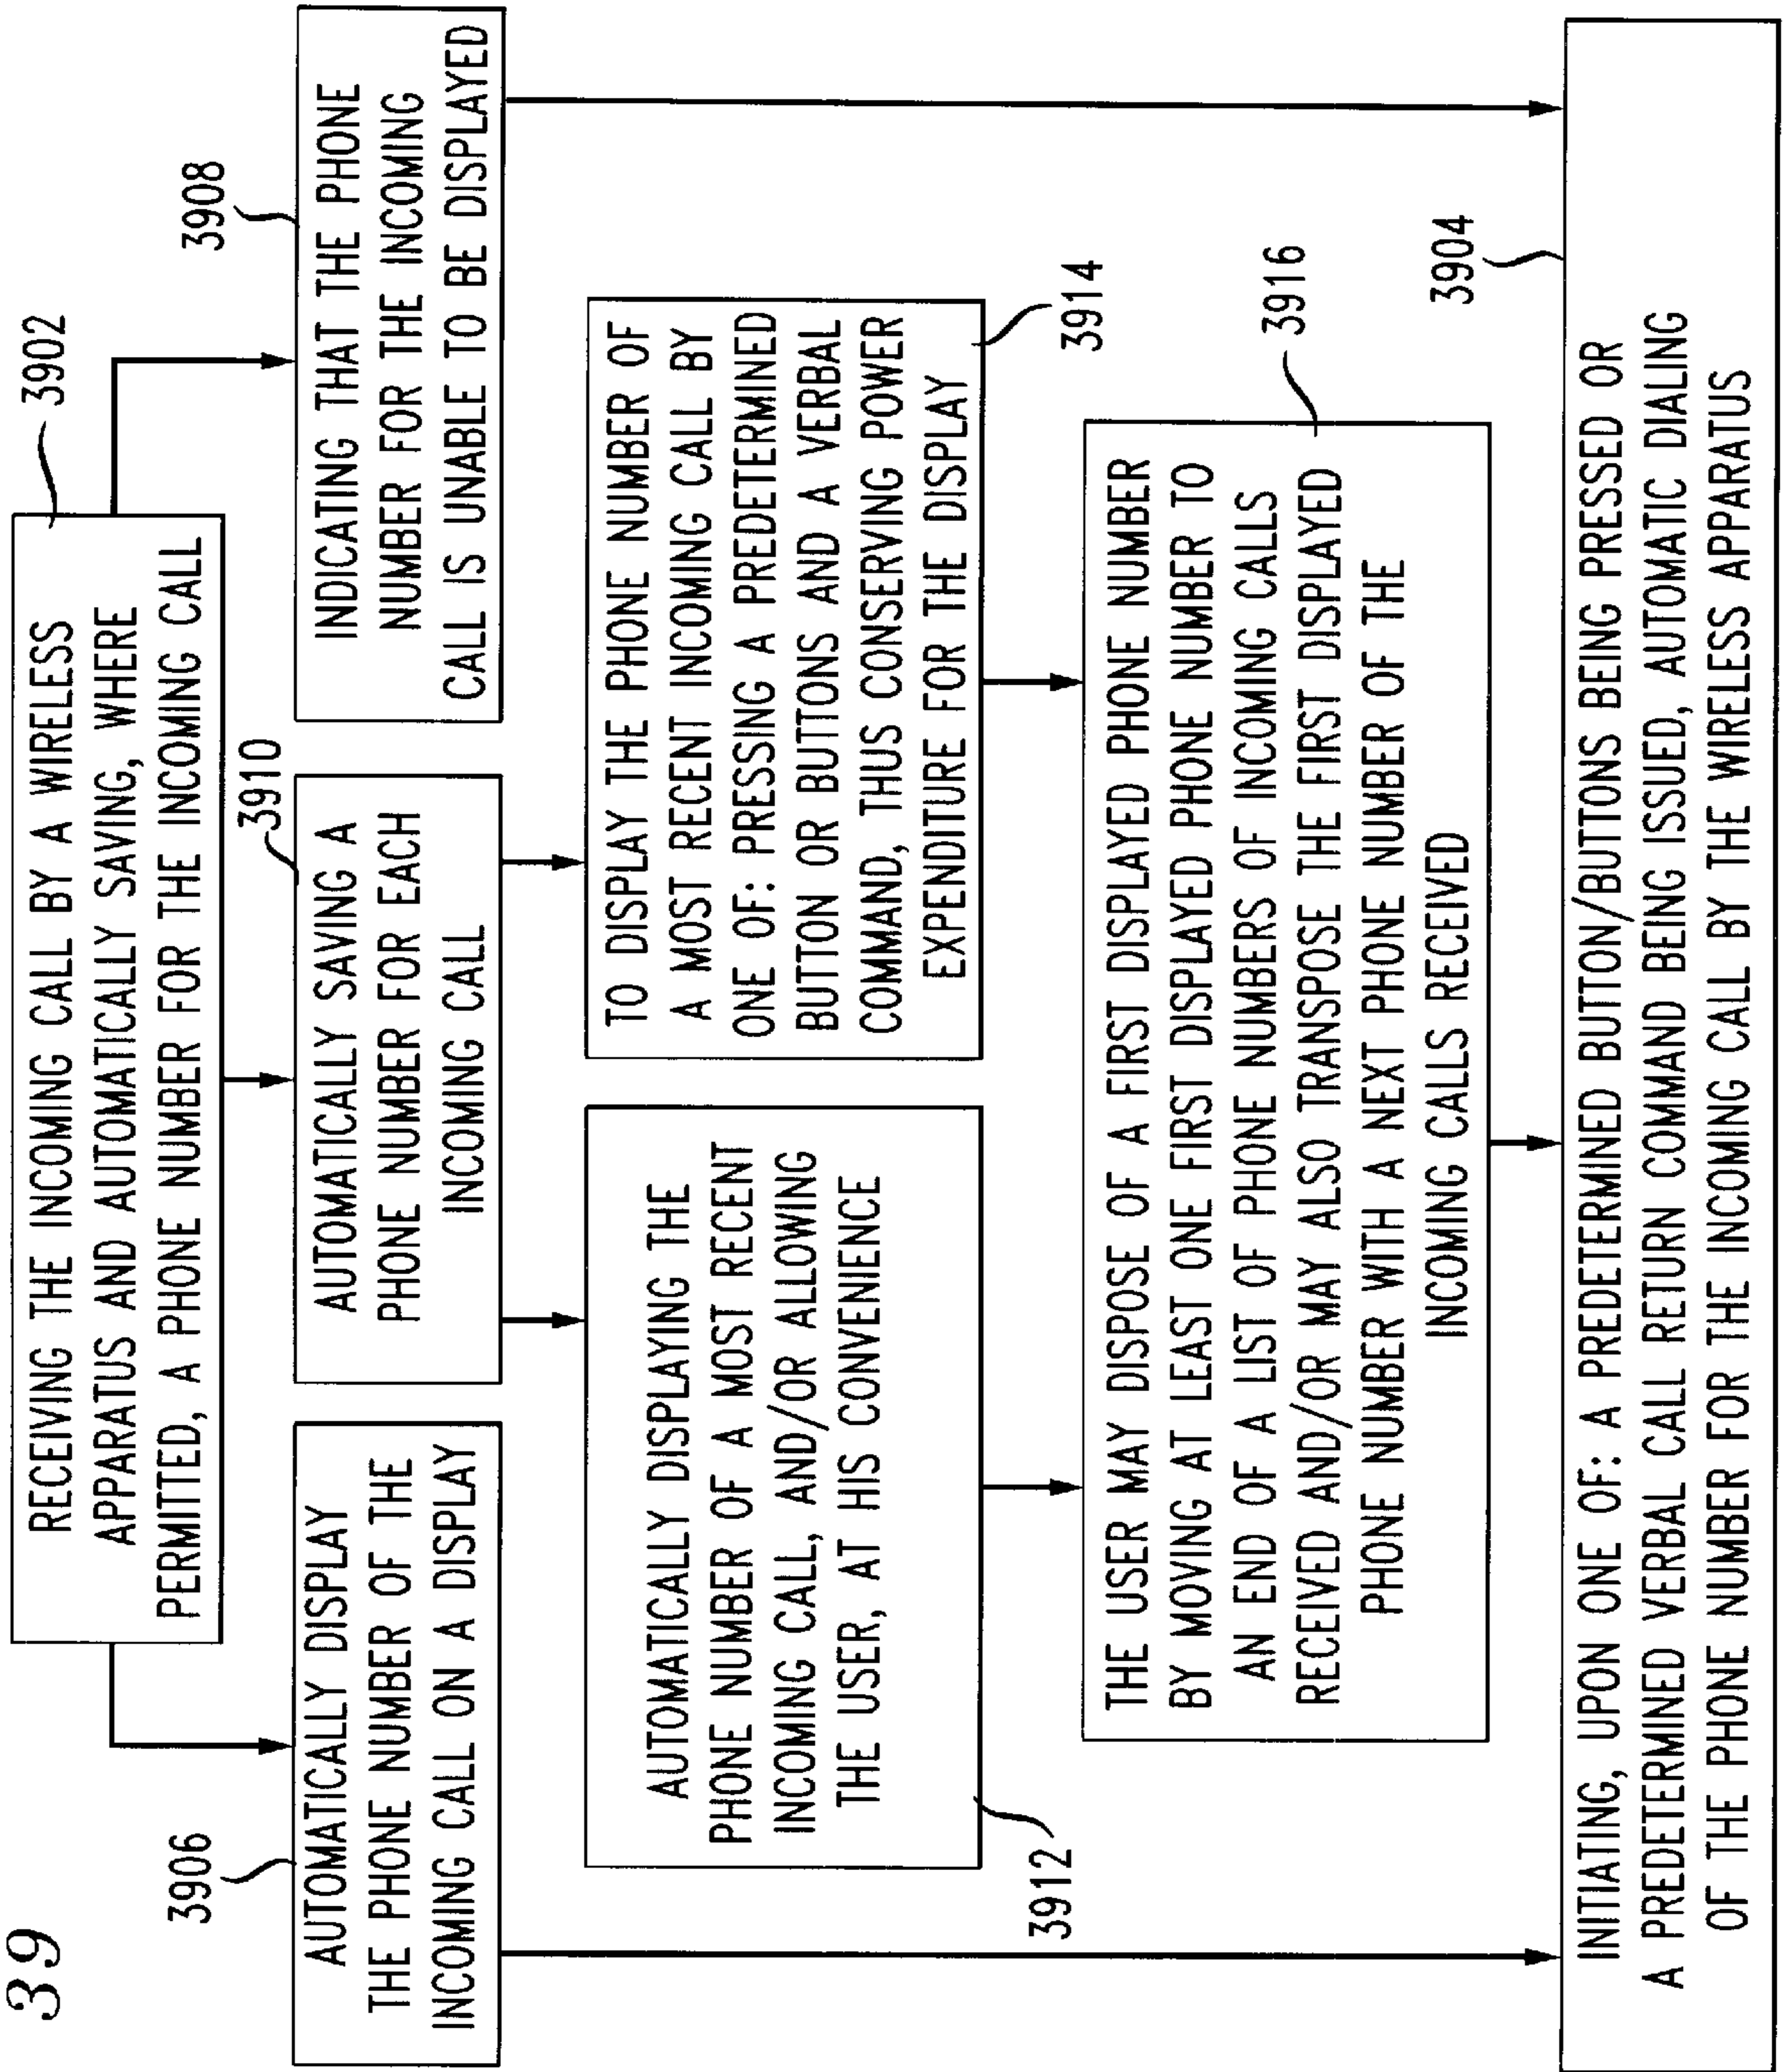 39
3902
RECEIVING THE INCOMING CALL BY A WIRELESS
APPARATUS AND AUTOMATICALLY SAVING, WHERE
PERMITTED, A PHONE NUMBER FOR THE INCOMING CALL
3906
AUTOMATICALLY DISPLAY
THE PHONE NUMBER OF THE
INCOMING CALL ON A DISPLAY
3910
AUTOMATICALLY SAVING A
PHONE NUMBER FOR EACH
INCOMING CALL
3908
INDICATING THAT THE PHONE
NUMBER FOR THE INCOMING
CALL IS UNABLE TO BE DISPLAYED
AUTOMATICALLY DISPLAYING THE
PHONE NUMBER OF A MOST RECENT
INCOMING CALL, AND/OR ALLOWING
THE USER, AT HIS CONVENIENCE
3912
TO DISPLAY THE PHONE NUMBER OF
A MOST RECENT INCOMING CALL BY
ONE OF: PRESSING A PREDETERMINED
BUTTON OR BUTTONS AND A VERBAL
COMMAND, THUS CONSERVING POWER
EXPENDITURE FOR THE DISPLAY
3914
THE USER MAY DISPOSE OF A FIRST DISPLAYED PHONE NUMBER
BY MOVING AT LEAST ONE FIRST DISPLAYED PHONE NUMBER TO
AN END OF A LIST OF PHONE NUMBERS OF INCOMING CALLS
RECEIVED AND/OR MAY ALSO TRANSPOSE THE FIRST DISPLAYED
PHONE NUMBER WITH A NEXT PHONE NUMBER OF THE
INCOMING CALLS RECEIVED
3916
3904
INITIATING, UPON ONE OF: A PREDETERMINED BUTTON/BUTTONS BEING PRESSED OR
A PREDETERMINED VERBAL CALL RETURN COMMAND BEING ISSUED, AUTOMATIC DIALING
OF THE PHONE NUMBER FOR THE INCOMING CALL BY THE WIRELESS APPARATUS